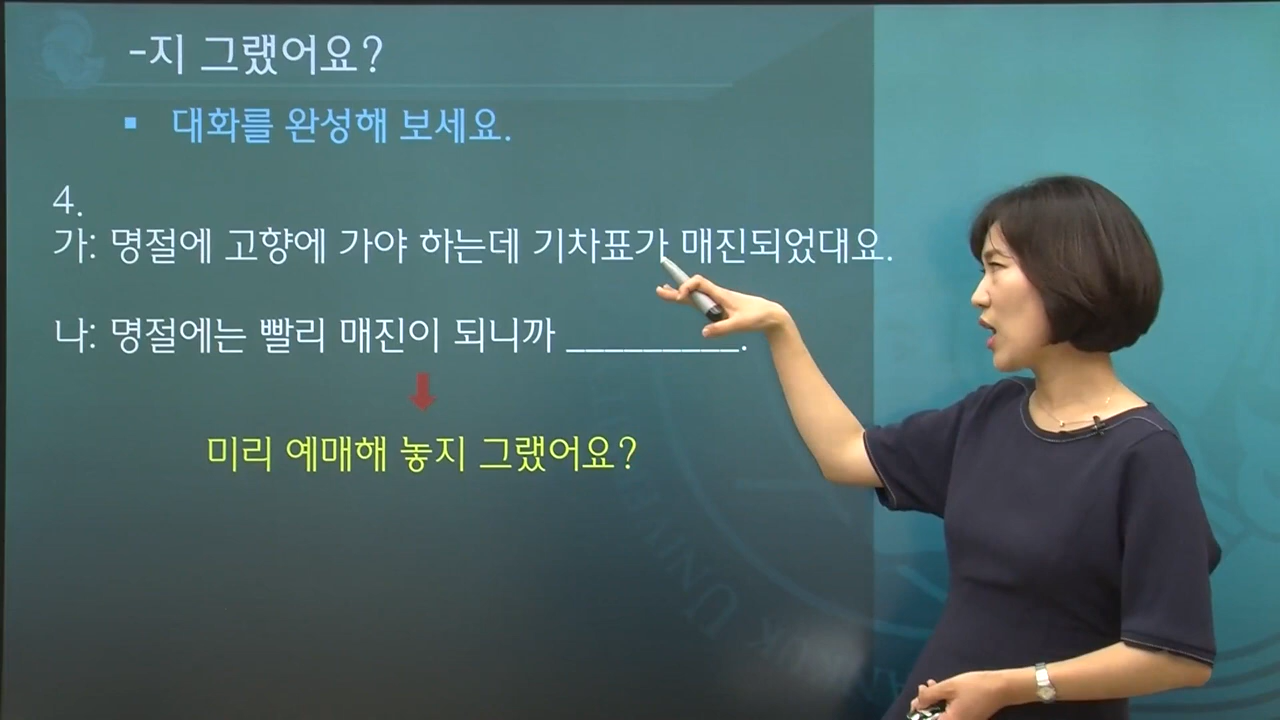 -지 그랬어요?
▪ 대화를 완성해 보세요.
4.
가: 명절에 고향에 가야 하는데 기차표가 매진되었대요.
나: 명절에는 빨리 매진이 되니까 _________.
미리 예매해 놓지 그랬어요?